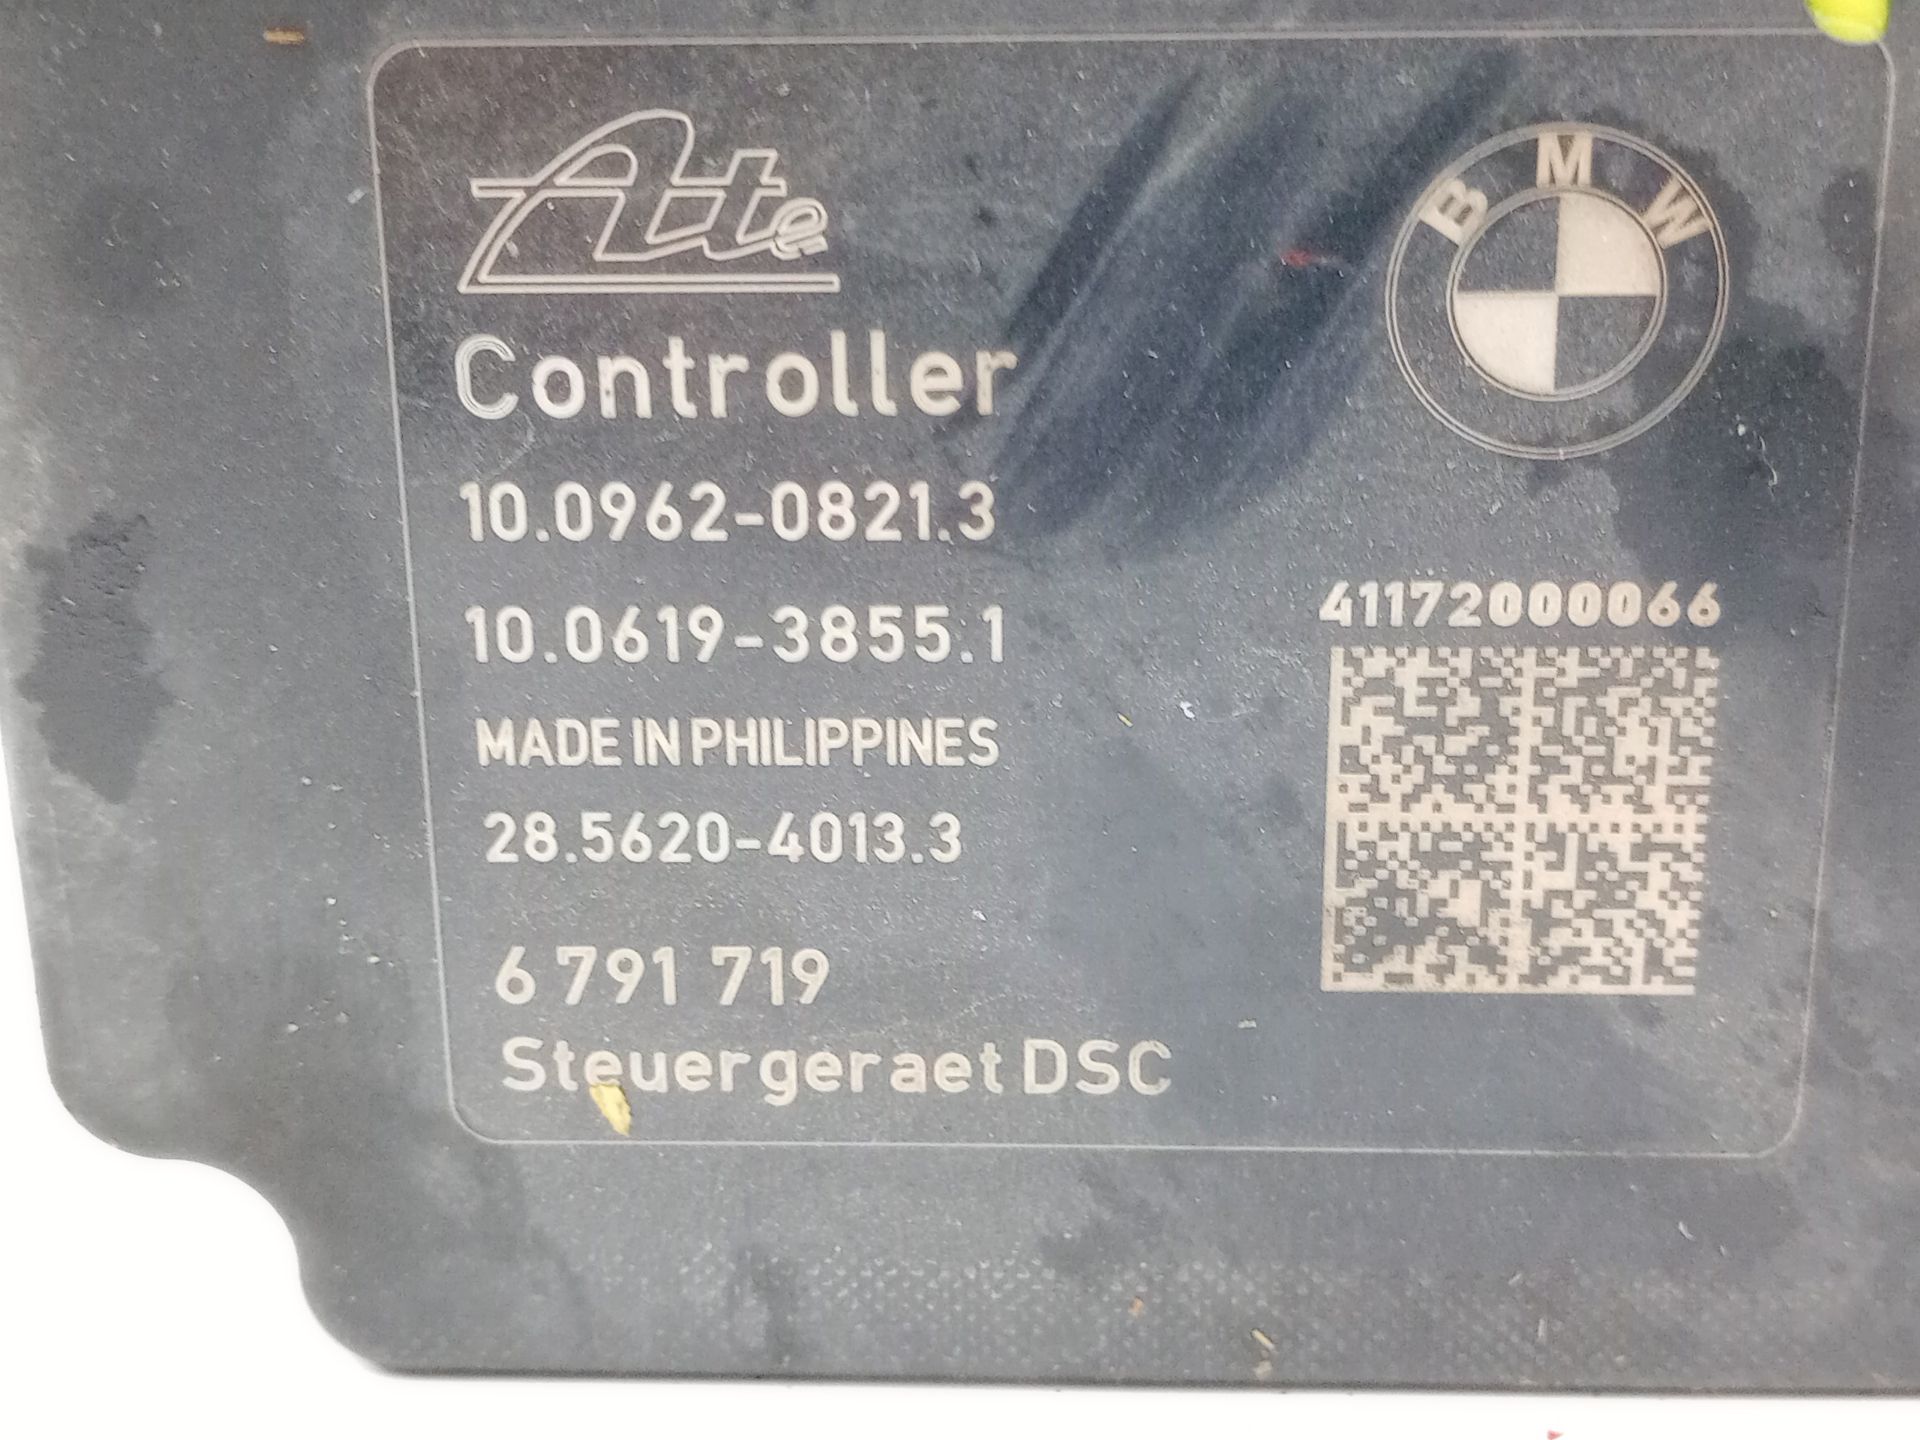 Ate
BMW
Controller
10.0962-0821.3
10.0619-3855.1
41172000066
MADE IN PHILIPPINES
28.5620-4013.3
6 791 719
Steuergeraet DSC